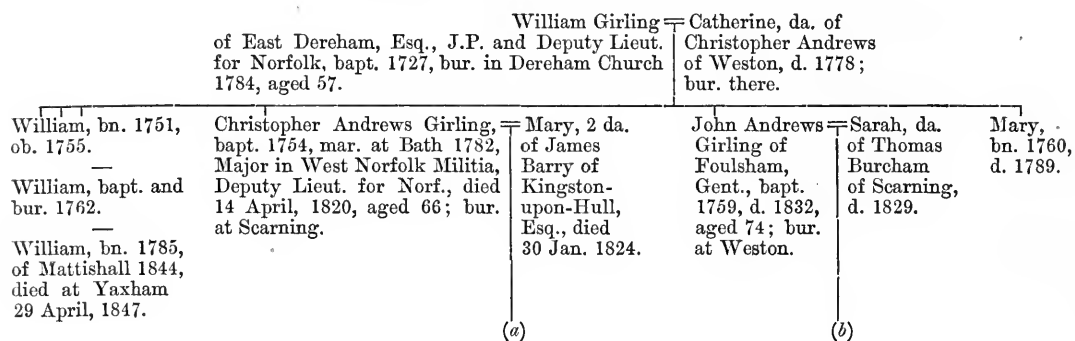 William Girling
of East Dereham, Esq., J.P. and Deputy Lieut.
for Norfolk, bapt. 1727, bur. in Dereham Church
1784, aged 57.
=
Catherine, da. of
Christopher Andrews
of Weston, d. 1778;
bur. there.
William, bn. 1751,
ob. 1755.
—
William, bapt. and
bur. 1762.
—
William, bn. 1785,
of Mattishall 1844,
died at Yaxham
29 April, 1847.
Christopher Andrews Girling,
bapt. 1754, mar. at Bath 1782,
Major in West Norfolk Militia,
Deputy Lieut. for Norf., died
14 April, 1820, aged 66; bur.
at Scarning.
=
Mary, 2 da.
of James
Barry of
Kingston-
upon-Hull,
Esq., died
30 Jan. 1824.
John Andrews
Girling of
Foulsham,
Gent., bapt.
1759, d. 1832,
aged 74; bur.
at Weston.
=
Sarah, da.
of Thomas
Burcham
of Scarning,
d. 1829.
Mary,
bn. 1760,
d. 1789.
(a)
(b)